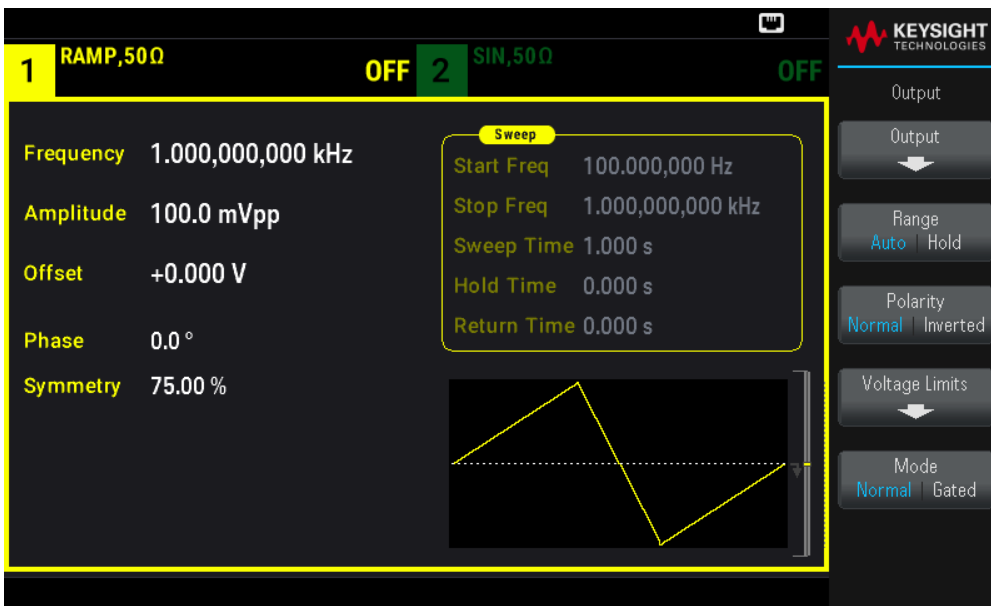 KEYSIGHT
TECHNOLOGIES
1 RAMP,50Ω OFF
2 SIN,50Ω OFF
Frequency 1.000,000,000 kHz
Amplitude 100.0 mVpp
Offset +0.000 V
Phase 0.0 °
Symmetry 75.00 %
Sweep
Start Freq 100.000,000 Hz
Stop Freq 1.000,000,000 kHz
Sweep Time 1.000 s
Hold Time 0.000 s
Return Time 0.000 s
Output
Output
Range
Auto | Hold
Polarity
Normal | Inverted
Voltage Limits
Mode
Normal | Gated